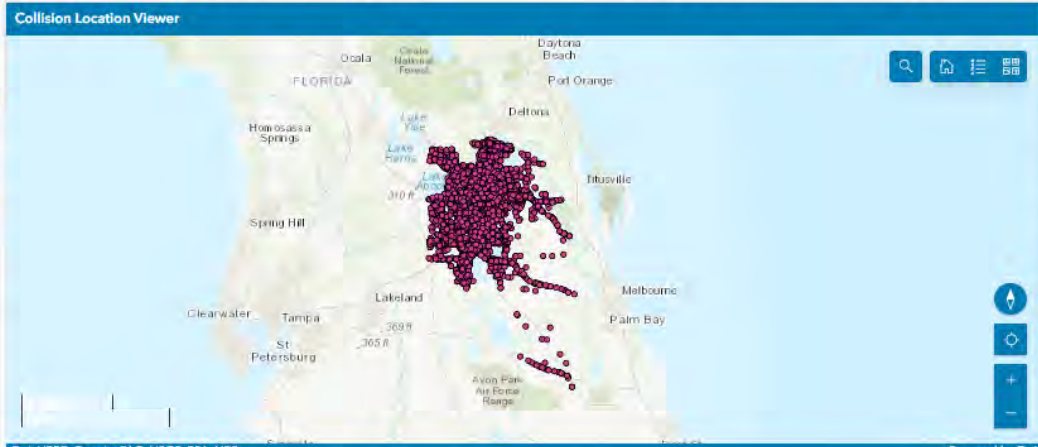 Collision Location Viewer
Daytona
Beach
Ocala
Ocala
National
Forest
FLORIDA
Port Orange
Deltona
Lake
Yale
Homosassa
Springs
Lake
Harris
Lake
Titusville
310 ft
Spring Hill
Lakeland
Melbourne
Clearwater
Tampa
Palm Bay
369 ft
365 ft
St
Petersburg
Avon Park
Air Force
Range